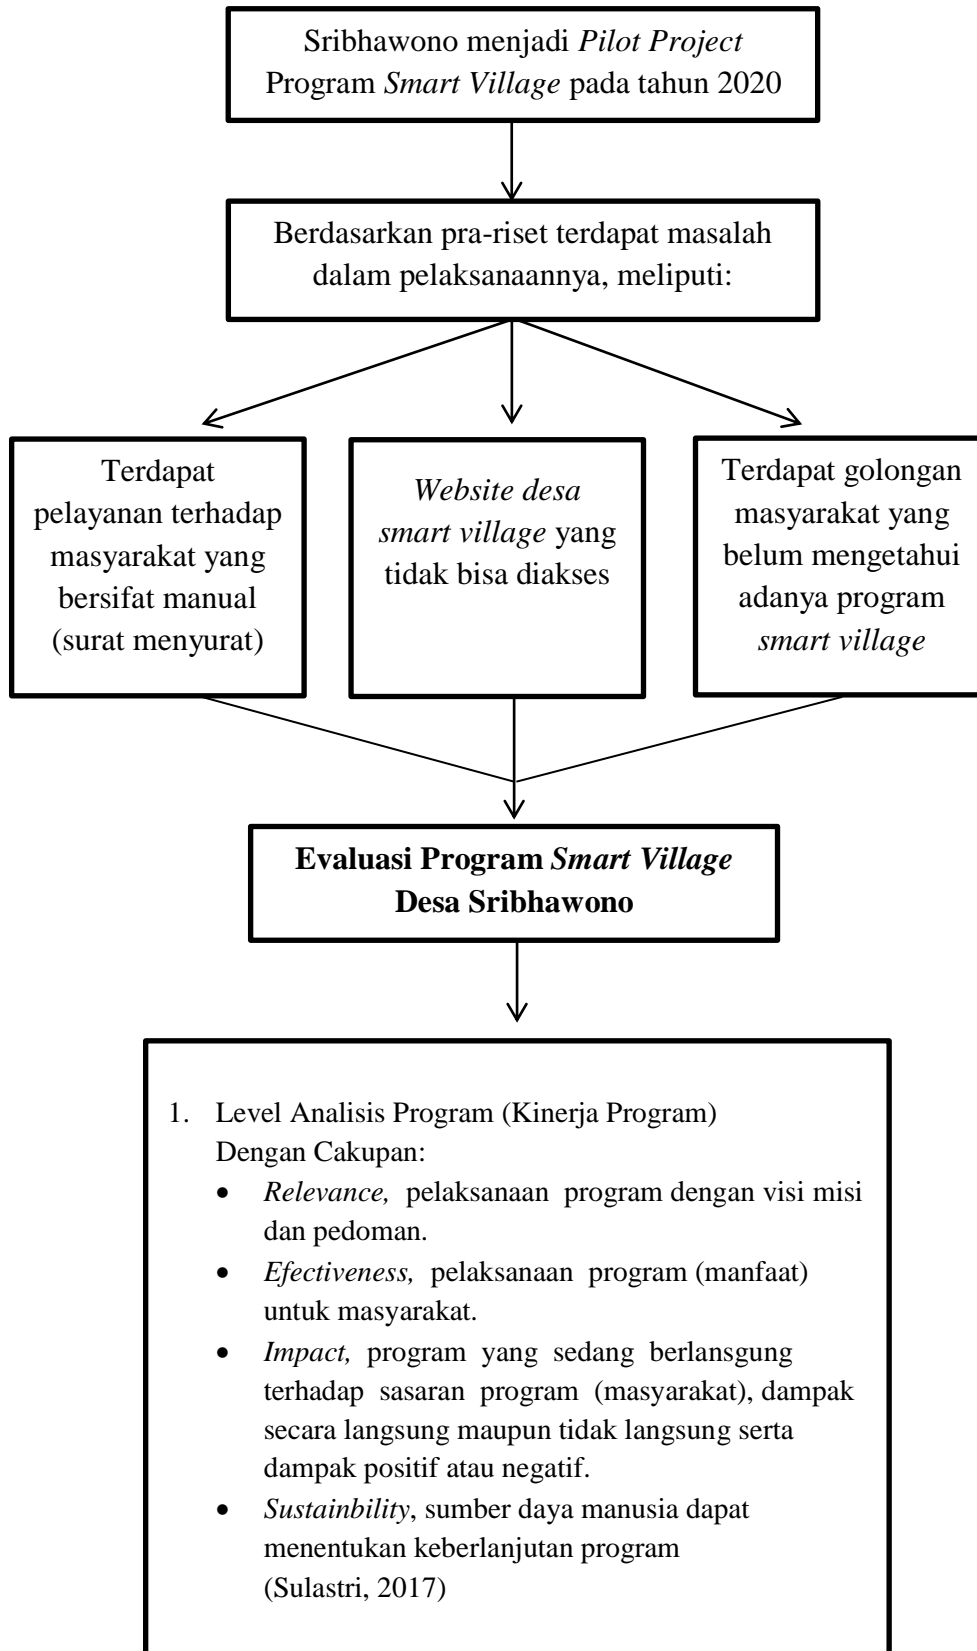 Sribhawono menjadi Pilot Project
Program Smart Village pada tahun 2020
Berdasarkan pra-riset terdapat masalah
dalam pelaksanaannya, meliputi:
Terdapat
pelayanan terhadap
masyarakat yang
bersifat manual
(surat menyurat)
Website desa
smart village yang
tidak bisa diakses
Terdapat golongan
masyarakat yang
belum mengetahui
adanya program
smart village
Evaluasi Program Smart Village
Desa Sribhawono
1. Level Analisis Program (Kinerja Program)
Dengan Cakupan:
• Relevance, pelaksanaan program dengan visi misi
dan pedoman.
• Efectiveness, pelaksanaan program (manfaat)
untuk masyarakat.
• Impact, program yang sedang berlansgung
terhadap sasaran program (masyarakat), dampak
secara langsung maupun tidak langsung serta
dampak positif atau negatif.
• Sustainbility, sumber daya manusia dapat
menentukan keberlanjutan program
(Sulastri, 2017)